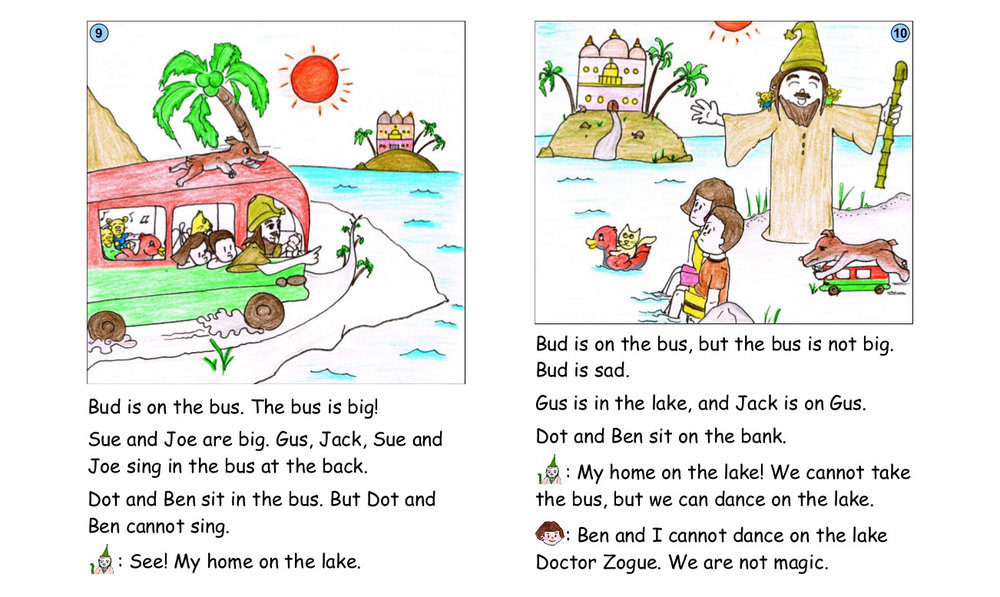 9
Bud is on the bus. The bus is big!
Sue and Joe are big. Gus, Jack, Sue and
Joe sing in the bus at the back.
Dot and Ben sit in the bus. But Dot and
Ben cannot sing.
: See! My home on the lake.
10
Bud is on the bus, but the bus is not big.
Bud is sad.
Gus is in the lake, and Jack is on Gus.
Dot and Ben sit on the bank.
: My home on the lake! We cannot take
the bus, but we can dance on the lake.
: Ben and I cannot dance on the lake
Doctor Zogue. We are not magic.